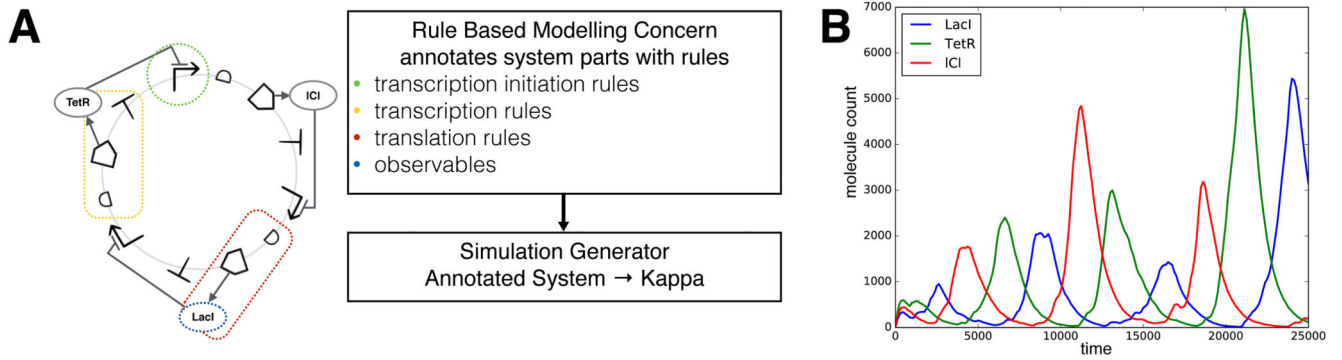 A
TetR
ICI
LacI
Rule Based Modelling Concern
annotates system parts with rules
transcription initiation rules
transcription rules
translation rules
observables
Simulation Generator
Annotated System → Kappa
B
LacI
TetR
ICI
molecule count
7000
6000
5000
4000
3000
2000
1000
0
0
5000
10000
15000
20000
25000
time